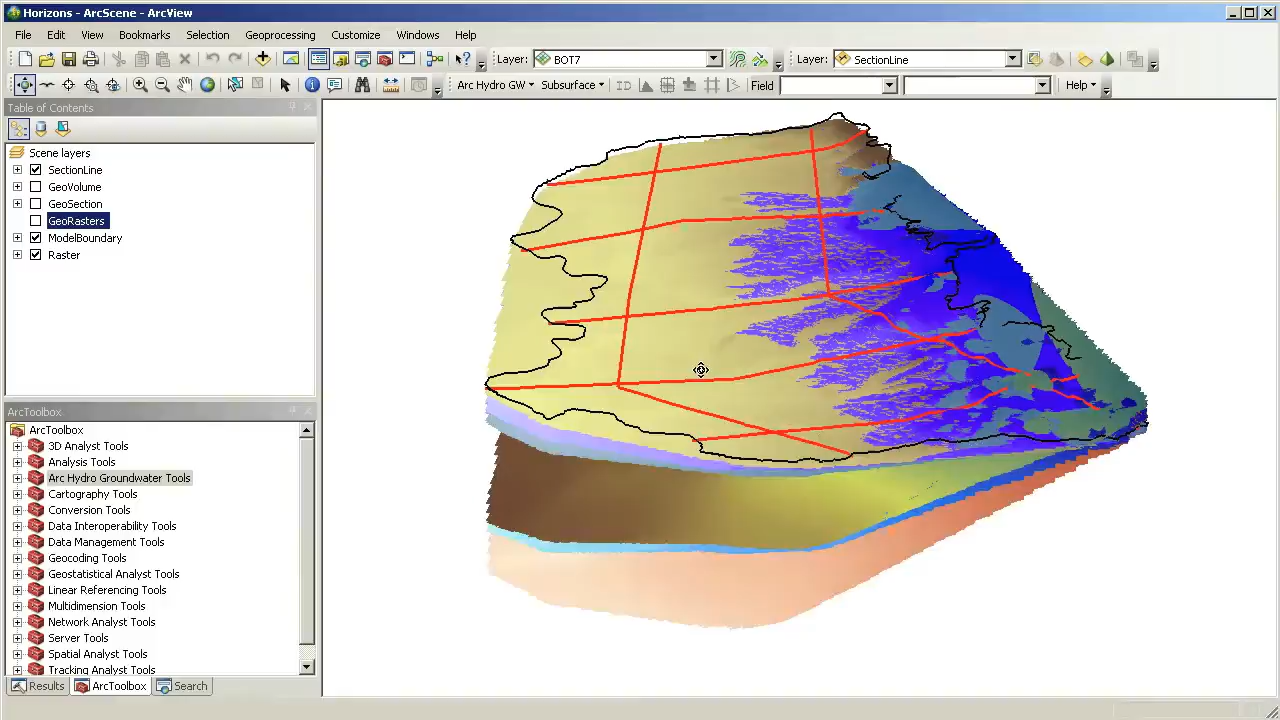 Horizons - ArcScene - ArcView
File Edit View Bookmarks Selection Geoprocessing Customize Windows Help
Layer: BOT7 Layer: SectionLine
Arc Hydro GW Subsurface ID Field Help
Table Of Contents
Scene layers
SectionLine
GeoVolume
GeoSection
GeoRasters
ModelBoundary
Raster
ArcToolbox
ArcToolbox
3D Analyst Tools
Analysis Tools
Arc Hydro Groundwater Tools
Cartography Tools
Conversion Tools
Data Interoperability Tools
Data Management Tools
Geocoding Tools
Geostatistical Analyst Tools
Linear Referencing Tools
Multidimension Tools
Network Analyst Tools
Server Tools
Spatial Analyst Tools
Tracking Analyst Tools
Results ArcToolbox Search